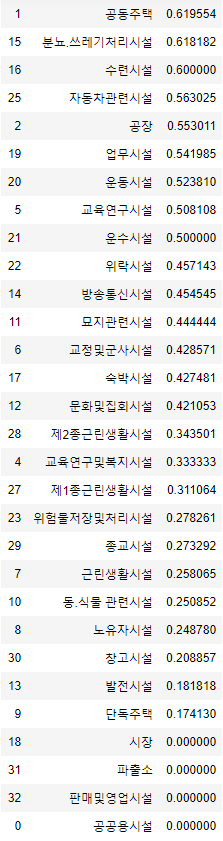 1 공동주택 0.619554
15 분뇨.쓰레기처리시설 0.618182
16 수련시설 0.600000
25 자동차관련시설 0.563025
2 공장 0.553011
19 업무시설 0.541985
20 운동시설 0.523810
5 교육연구시설 0.508108
21 운수시설 0.500000
22 위락시설 0.457143
14 방송통신시설 0.454545
11 묘지관련시설 0.444444
6 교정및군사시설 0.428571
17 숙박시설 0.427481
12 문화및집회시설 0.421053
28 제2종근린생활시설 0.343501
4 교육연구및복지시설 0.333333
27 제1종근린생활시설 0.311064
23 위험물저장및처리시설 0.278261
29 종교시설 0.273292
7 근린생활시설 0.258065
10 동.식물 관련시설 0.250852
8 노유자시설 0.248780
30 창고시설 0.208857
13 발전시설 0.181818
9 단독주택 0.174130
18 시장 0.000000
31 파출소 0.000000
32 판매및영업시설 0.000000
0 공공용시설 0.000000